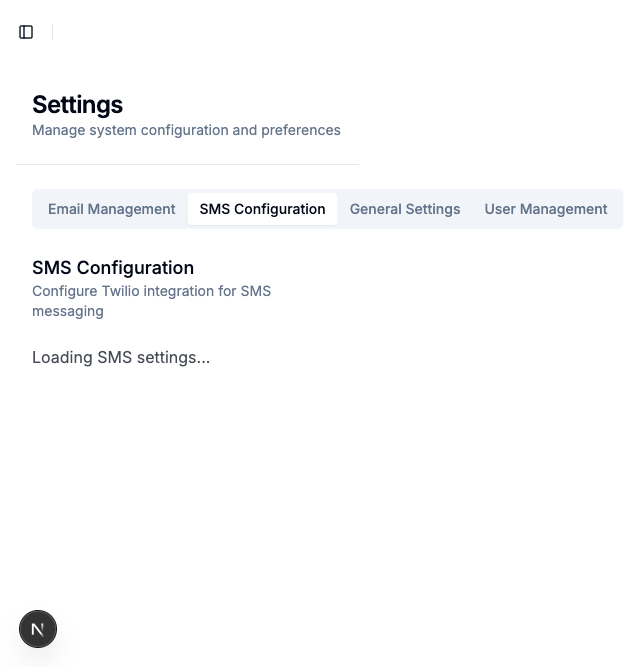 Settings
Manage system configuration and preferences
Email Management SMS Configuration General Settings User Management
SMS Configuration
Configure Twilio integration for SMS
messaging
Loading SMS settings...
N